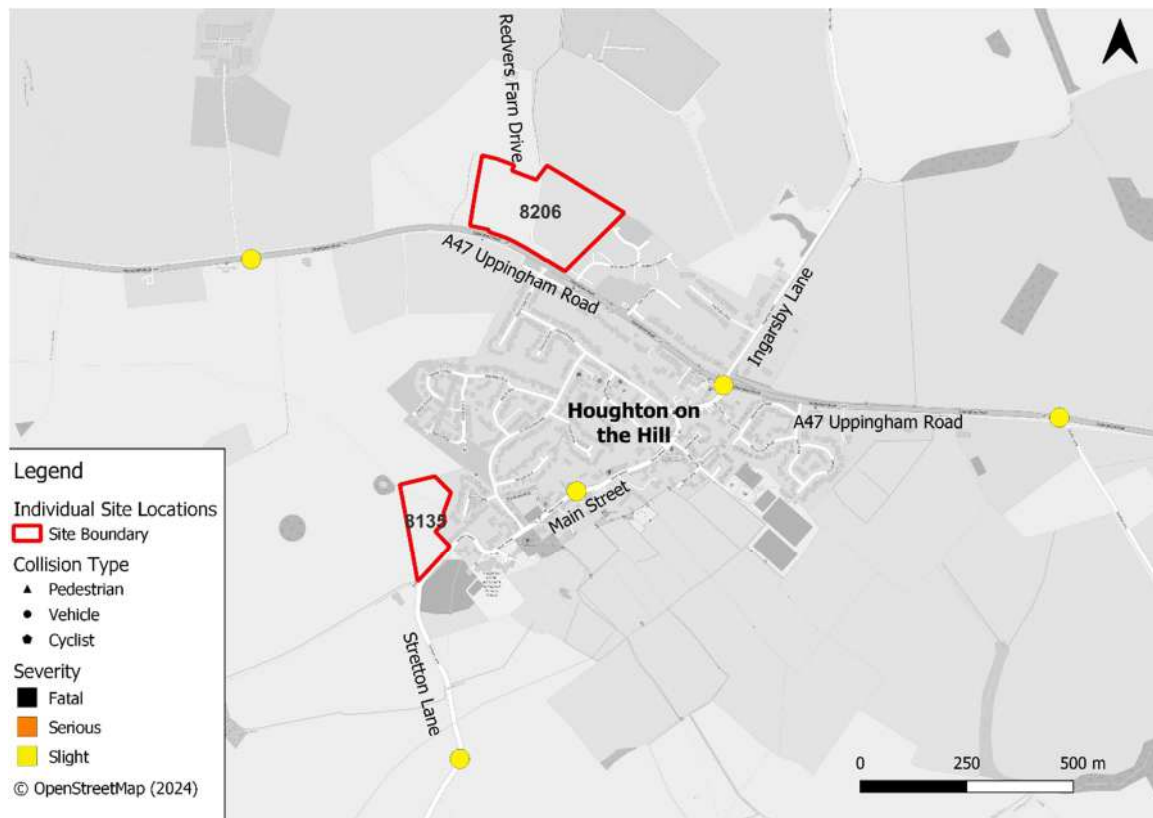 Redvers Farn Drive
8206
A47 Uppingham Road
Ingarsby Lane
Houghton on
the Hill
A47 Uppingham Road
Main Street
8135
Stretton Lane
Legend
Individual Site Locations
Site Boundary
Collision Type
Pedestrian
Vehicle
Cyclist
Severity
Fatal
Serious
Slight
© OpenStreetMap (2024)
0 250 500 m